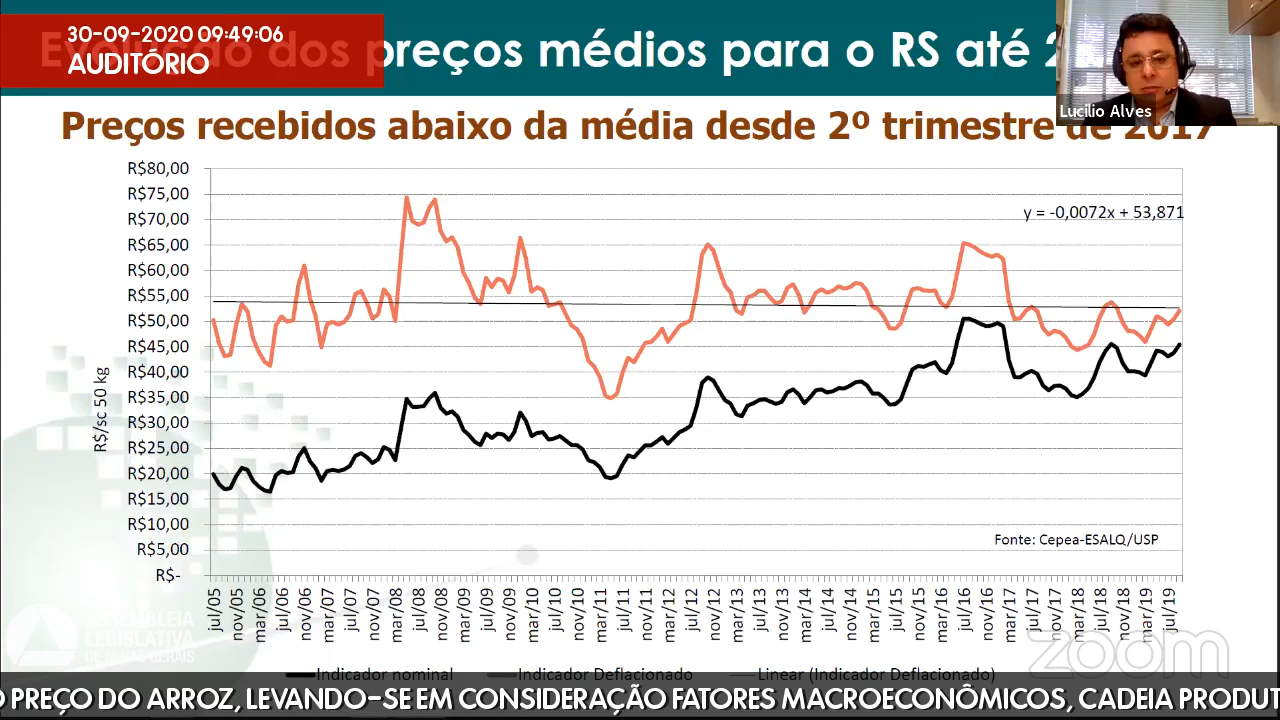 30-09-2020 09:49:06
AUDITÓRIO
dos preços médios para o RS até
Lucilio Alves
Preços recebidos abaixo da média desde 2º trimestre de 2017
R$80,00
R$75,00
R$70,00
R$65,00
R$60,00
R$55,00
R$50,00
R$45,00
R$40,00
R$35,00
R$30,00
R$25,00
R$20,00
R$15,00
R$10,00
R$5,00
R$-
R$/sc 50 kg
y = -0,0072x + 53,871
Fonte: Cepea-ESALQ/USP
jul/05 nov/05 mar/06 jul/06 nov/06 mar/07 jul/07 nov/07 mar/08 jul/08 nov/08 mar/09 jul/09 nov/09 mar/10 jul/10 nov/10 mar/11 jul/11 nov/11 mar/12 jul/12 nov/12 mar/13 jul/13 nov/13 mar/14 jul/14 nov/14 mar/15 jul/15 nov/15 mar/16 jul/16 nov/16 mar/17 jul/17 nov/17 mar/18 jul/18 nov/18 mar/19 jul/19
ASSEMBLEIA
LEGISLATIVA
DE MINAS GERAIS
zoom
Indicador nominal Indicador Deflacionado Linear (Indicador Deflacionado)
O PREÇO DO ARROZ, LEVANDO-SE EM CONSIDERAÇÃO FATORES MACROECONÔMICOS, CADEIA PRODUT